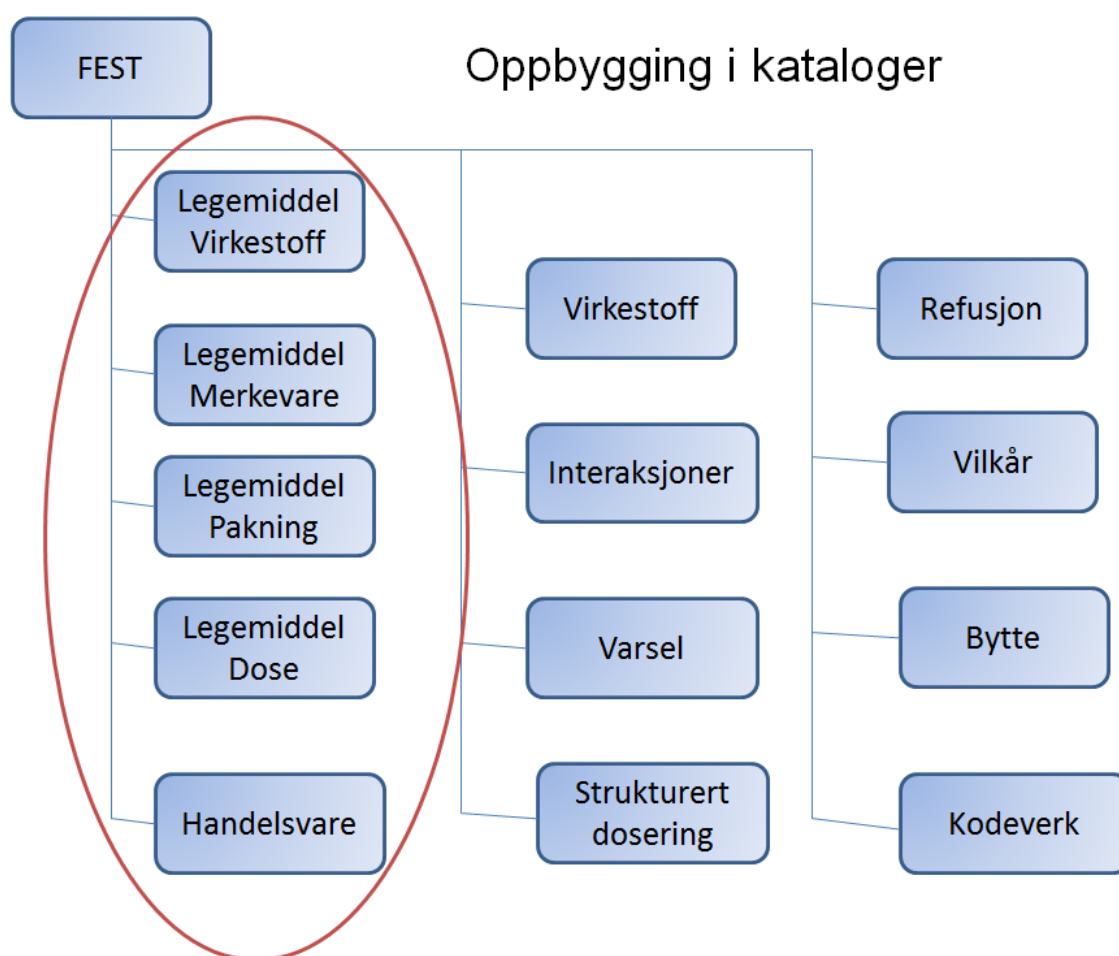 FEST
Oppbygging i kataloger
Legemiddel
Virkestoff
Legemiddel
Merkevare
Legemiddel
Pakning
Legemiddel
Dose
Handelsvare
Virkestoff
Interaksjoner
Varsel
Strukturert
dosering
Refusjon
Vilkår
Bytte
Kodeverk